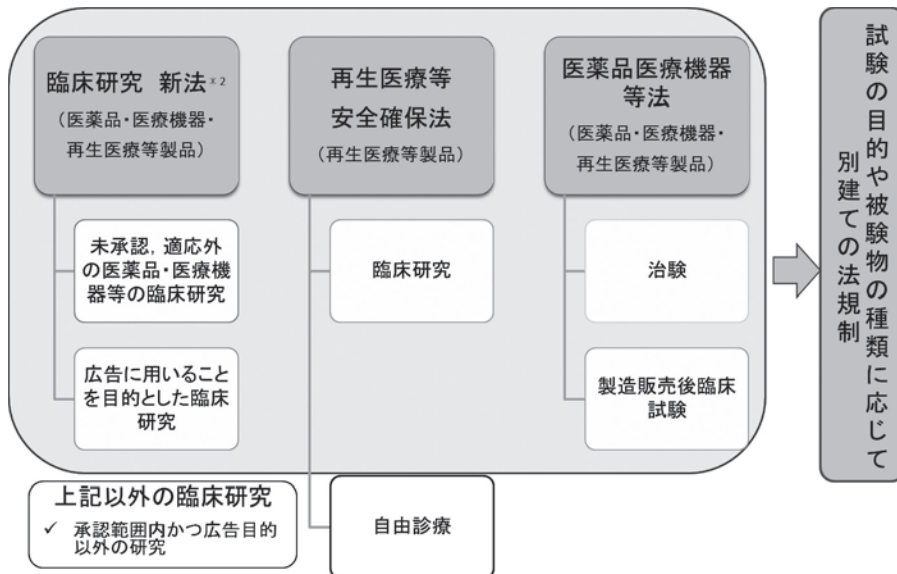 臨床研究 新法※2
(医薬品・医療機器・
再生医療等製品)
未承認,適応外
の医薬品・医療機
器等の臨床研究
広告に用いること
を目的とした臨床
研究
再生医療等
安全確保法
(再生医療等製品)
臨床研究
自由診療
医薬品医療機器
等法
(医薬品・医療機器・
再生医療等製品)
治験
製造販売後臨床
試験
上記以外の臨床研究
✓ 承認範囲内かつ広告目的
以外の研究
試験の目的や被験物の種類に応じて
別建ての法規制